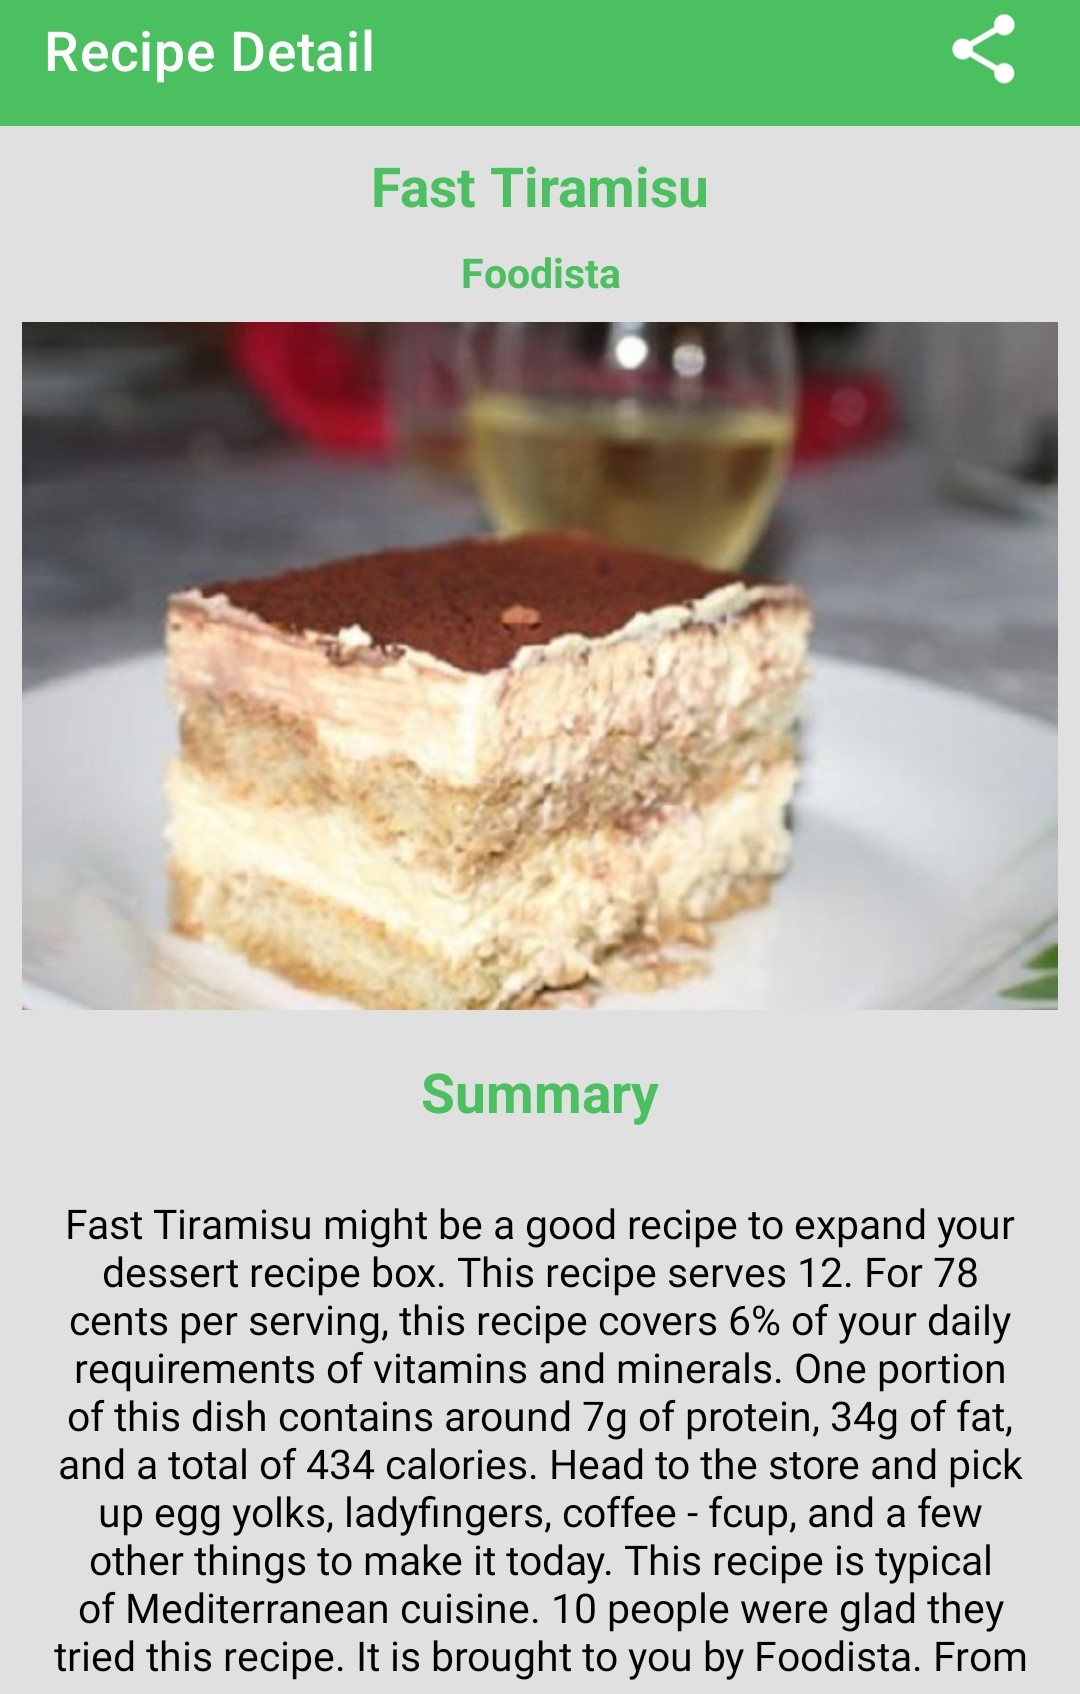 Recipe Detail
Fast Tiramisu
Foodista
Summary
Fast Tiramisu might be a good recipe to expand your
dessert recipe box. This recipe serves 12. For 78
cents per serving, this recipe covers 6% of your daily
requirements of vitamins and minerals. One portion
of this dish contains around 7g of protein, 34g of fat,
and a total of 434 calories. Head to the store and pick
up egg yolks, ladyfingers, coffee - fcup, and a few
other things to make it today. This recipe is typical
of Mediterranean cuisine. 10 people were glad they
tried this recipe. It is brought to you by Foodista. From